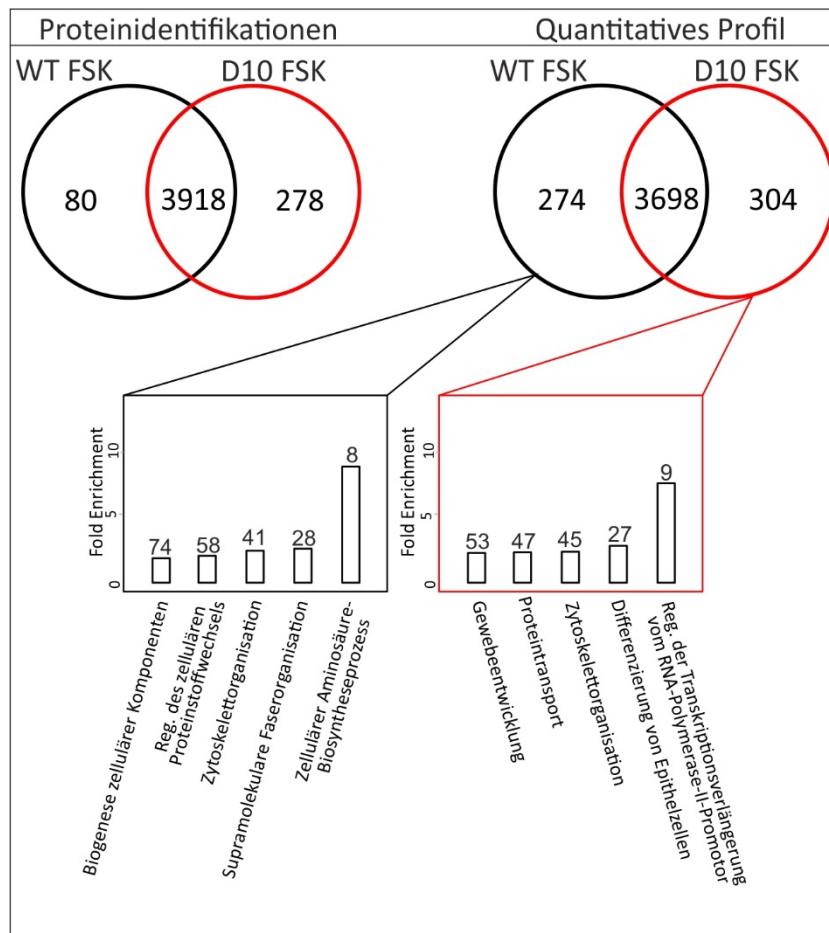 Proteinidentifikationen
Quantitatives Profil
WT FSK
D10 FSK
WT FSK
D10 FSK
80
3918
278
274
3698
304
Fold Enrichment
10
5
0
74
58
41
28
8
Biogenese zellulärer Komponenten
Reg. des zellulären
Proteinstoffwechsels
Zytoskelettorganisation
Supramolekulare Faserorganisation
Zellulärer Aminosäure-
Biosyntheseprozess
Fold Enrichment
10
5
0
53
47
45
27
9
Gewebeentwicklung
Proteintransport
Zytoskelettorganisation
Differenzierung von Epithelzellen
Reg. der Transkriptionsverlängerung
vom RNA-Polymerase-II-Promotor